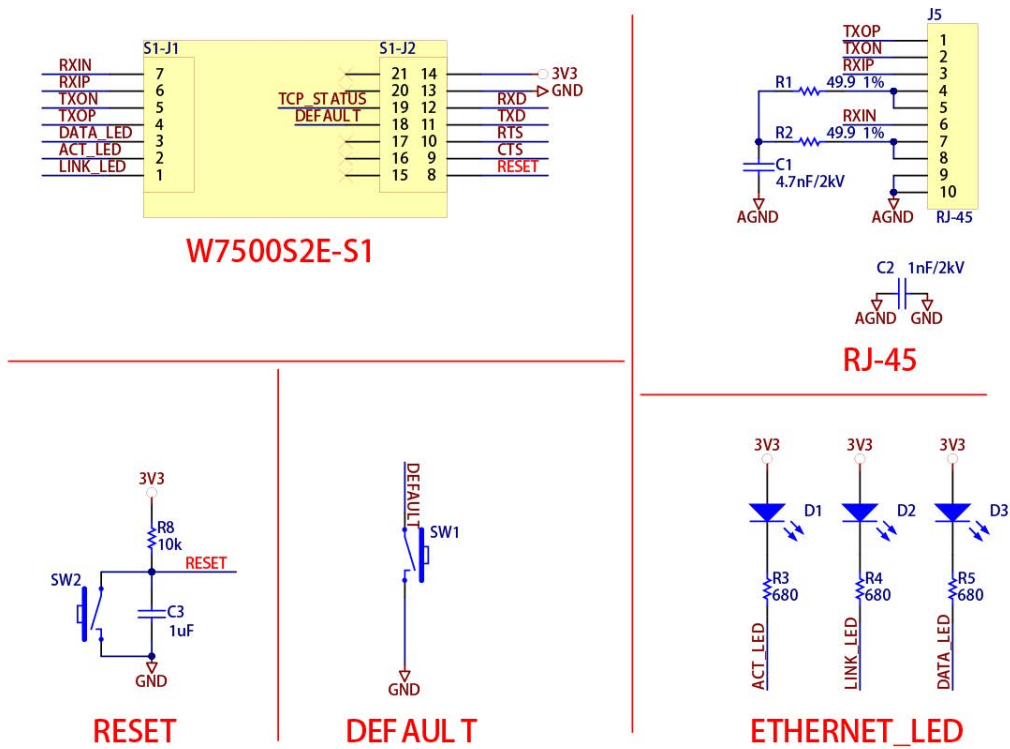 S1-J1
S1-J2
RXIN 7
RXIP 6
TXON 5
TXOP 4
DATA_LED 3
ACT_LED 2
LINK_LED 1
21 14 3V3
20 13 GND
TCP_STATUS 19 12 RXD
DEFAULT 18 11 TXD
17 10 RTS
16 9 CTS
15 8 RESET
W7500S2E-S1
J5
TXOP 1
TXON 2
RXIP 3
R1 49.9 1% 4
5
RXIN 6
R2 49.9 1% 7
8
C1
4.7nF/2kV
9
10
AGND
AGND
RJ-45
C2 1nF/2kV
AGND GND
RJ-45
3V3
R8
10k
RESET
SW2
C3
1uF
GND
RESET
DEFAULT
SW1
GND
DEFAULT
3V3 3V3 3V3
D1 D2 D3
R3 R4 R5
680 680 680
ACT_LED
LINK_LED
DATA_LED
ETHERNET_LED